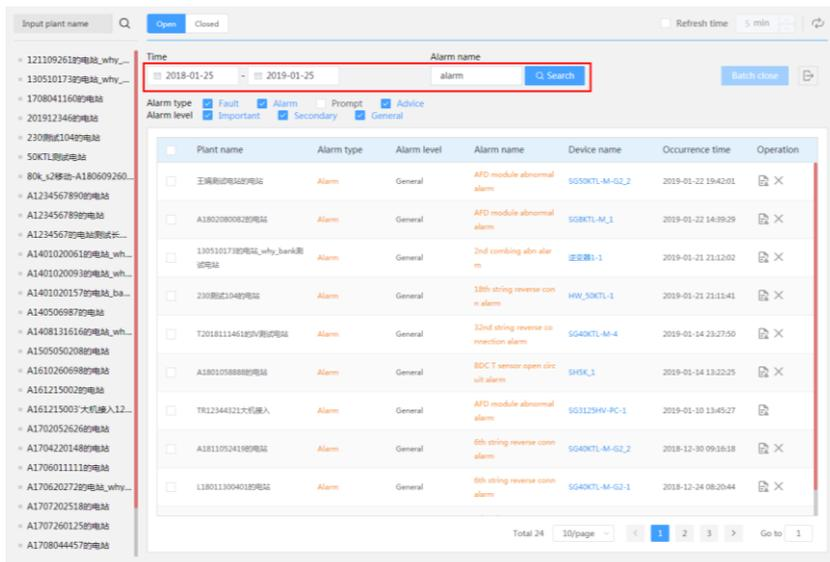 Input plant name
Open Closed
Refresh time 5 min
121109261的电站_why_...
130510173的电站_why_...
1708041160的电站
201912346的电站
230测试104的电站
50KTL测试电站
80k_s2移动-A180609260...
A1234567890的电站
A123456789的电站
A1234567的电站测试长...
A1401020061的电站_wh...
A1401020093的电站_wh...
A1401020157的电站_ba...
A140506987的电站
A1408131616的电站_wh...
A1505050208的电站
A1610260698的电站
A161215002的电站
A161215003'大机接入12...
A1702052626的电站
A1704220148的电站
A1706011111的电站
A170620272的电站_why...
A1707202518的电站
A1707260125的电站
A1708044457的电站
Time Alarm name
2018-01-25 - 2019-01-25 alarm Search Batch close
Alarm type Fault Alarm Prompt Advice
Alarm level Important Secondary General
Plant name Alarm type Alarm level Alarm name Device name Occurrence time Operation
王嫣测试电站的电站 Alarm General AFD module abnormal alarm SG50KTL-M-G2_2 2019-01-22 19:42:01
A1802080082的电站 Alarm General AFD module abnormal alarm SG8KTL-M_1 2019-01-22 14:39:29
130510173的电站_why_bank测试电站 Alarm General 2nd combing abn alarm 逆变器1-1 2019-01-21 21:12:02
230测试104的电站 Alarm General 18th string reverse conn alarm HW_50KTL-1 2019-01-21 21:11:41
T2018111461的IV测试电站 Alarm General 32nd string reverse connection alarm SG40KTL-M-4 2019-01-14 23:27:50
A1801058888的电站 Alarm General BDC T sensor open circuit alarm SH5K_1 2019-01-14 13:22:25
TR12344321大机接入 Alarm General AFD module abnormal alarm SG3125HV-PC-1 2019-01-10 13:45:27
A1811052419的电站 Alarm General 6th string reverse conn alarm SG40KTL-M-G2_2 2018-12-30 09:16:18
L18011300401的电站 Alarm General 6th string reverse conn alarm SG40KTL-M-G2-1 2018-12-24 08:20:44
Total 24 10/page < 1 2 3 > Go to 1